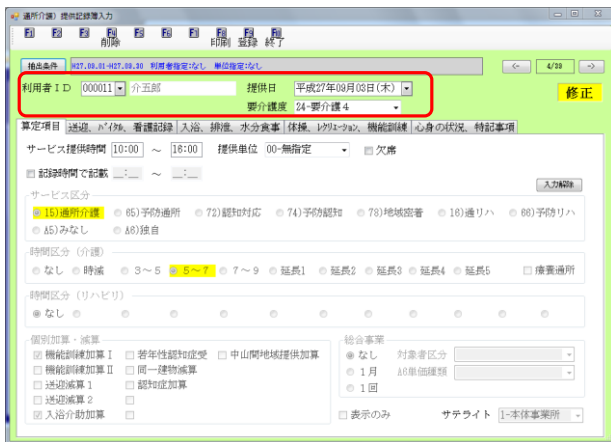 通所介護）提供記録簿入力
F1 F2 F3 F4 F5 F6 F7 F8 F9 F10
削除 印刷 登録 終了
抽出条件 H27.09.01-H27.09.30 利用者指定:なし 単位指定:なし <- 4/39 ->
利用者ＩＤ 000011 介五郎 提供日 平成27年09月03日(木) 修正
要介護度 24-要介護４
算定項目 送迎、ﾊﾞｲﾀﾙ、看護記録 入浴、排泄、水分食事 体操、ﾚｸﾘｴｰｼｮﾝ、機能訓練 心身の状況、特記事項
サービス提供時間 10:00 ～ 16:00 提供単位 00-無指定 欠席
記録時間で記載 __:__ ～ __:__ 入力解除
サービス区分
15)通所介護 65)予防通所 72)認知対応 74)予防認知 78)地域密着 16)通リハ 66)予防リハ
A5)みなし A6)独自
時間区分（介護）
なし 時減 ３～５ ５～７ ７～９ 延長1 延長2 延長3 延長4 延長5 療養通所
時間区分（リハビリ）
なし
個別加算・減算 総合事業
機能訓練加算Ⅰ 若年性認知症受 中山間地域提供加算 なし 対象者区分
機能訓練加算Ⅱ 同一建物減算 １月 A6単価種類
送迎減算１ 認知症加算 １回
送迎減算２
入浴介助加算 表示のみ サテライト 1-本体事業所